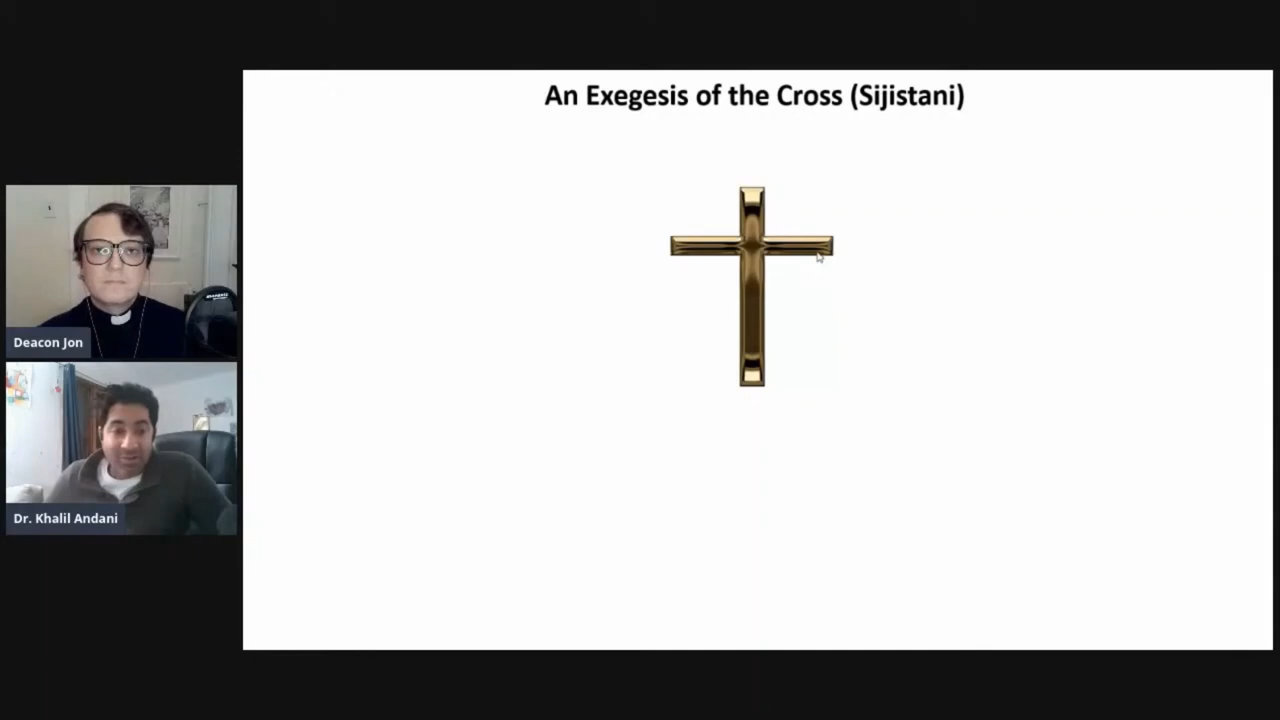 An Exegesis of the Cross (Sijistani)
Deacon Jon
Dr. Khalil Andani